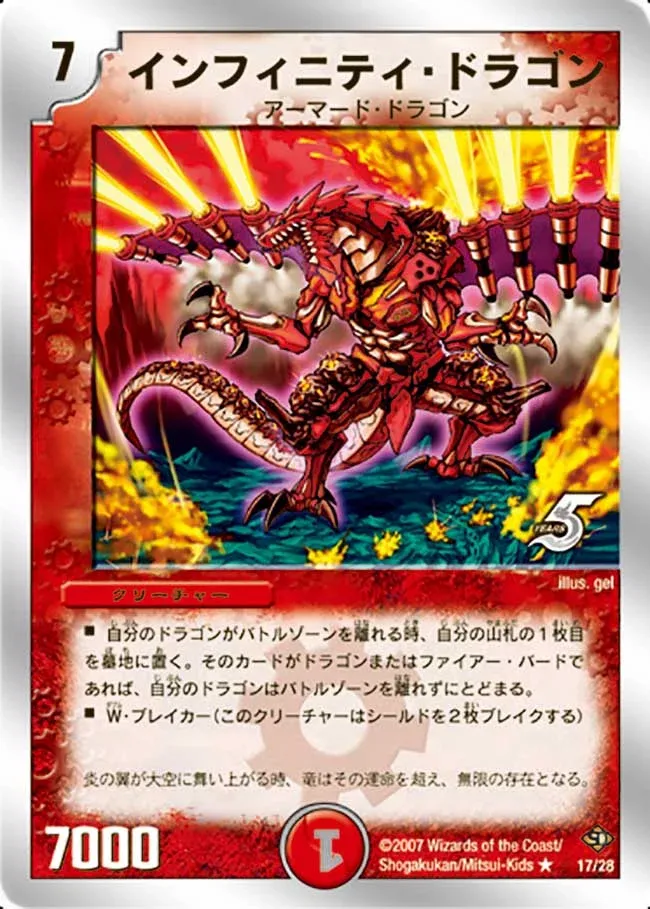 7
インフィニティ・ドラゴン
アーマード・ドラゴン
YEARS 5
illus. gel
クリーチャー
■ 自分のドラゴンがバトルゾーンを離れる時、自分の山札の1枚目
を墓地に置く。そのカードがドラゴンまたはファイアー・バードで
あれば、自分のドラゴンはバトルゾーンを離れずにとどまる。
■ W・ブレイカー(このクリーチャーはシールドを2枚ブレイクする)
炎の翼が大空に舞い上がる時、竜はその運命を超え、無限の存在となる。
7000
1
©2007 Wizards of the Coast/
Shogakukan/Mitsui-Kids ★ 17/28